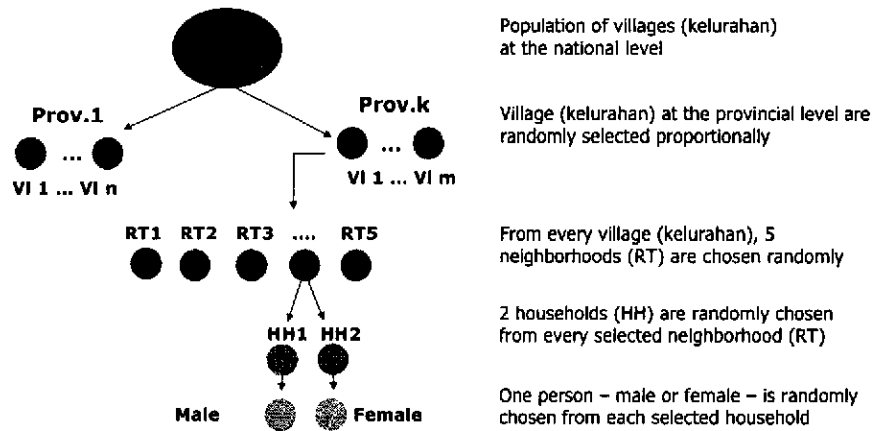 Population of villages (kelurahan)
at the national level
Prov.1
Prov.k
Village (kelurahan) at the provincial level are
randomly selected proportionally
... ...
Vl 1 ... Vl n
Vl 1 ... Vl m
RT1 RT2 RT3 .... RT5
From every village (kelurahan), 5
neighborhoods (RT) are chosen randomly
2 households (HH) are randomly chosen
from every selected neighborhood (RT)
HH1 HH2
One person – male or female – is randomly
chosen from each selected household
Male Female